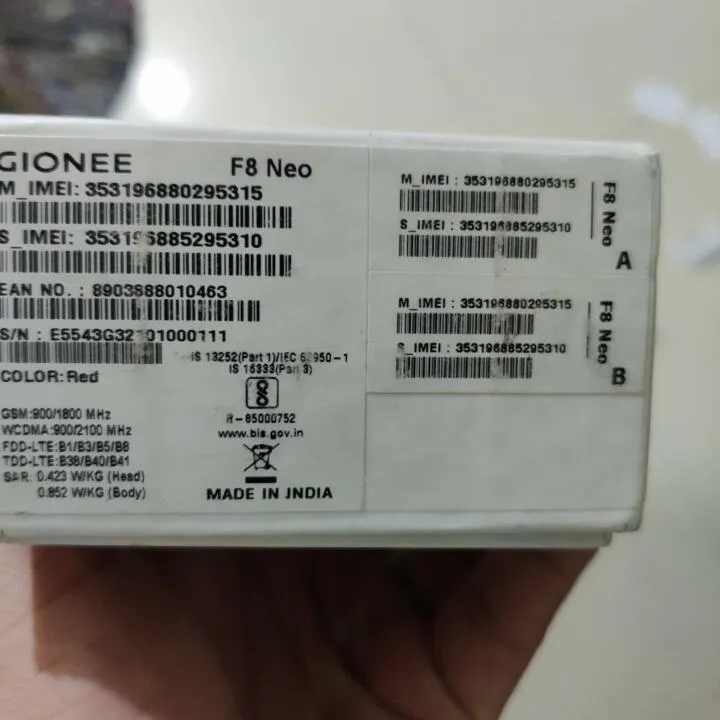 GIONEE F8 Neo
M_IMEI: 353196880295315
S_IMEI: 353196885295310
EAN NO. : 8903888010463
S/N : E5543G32101000111
IS 13252(Part 1)/IEC 60950-1
IS 16333(Part 3)
COLOR: Red
R-85000752
www.bis.gov.in
GSM:900/1800 MHz
WCDMA:900/2100 MHz
FDD-LTE:B1/B3/B5/B8
TDD-LTE:B38/B40/B41
SAR: 0.423 W/KG (Head)
0.852 W/KG (Body)
MADE IN INDIA
M_IMEI : 353196880295315
S_IMEI : 353196885295310
F8 Neo
A
M_IMEI : 353196880295315
S_IMEI : 353196885295310
F8 Neo
B